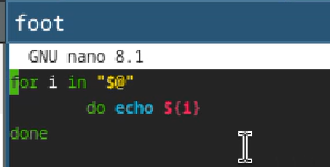 foot
GNU nano 8.1
for i in "$@"
do echo ${i}
done